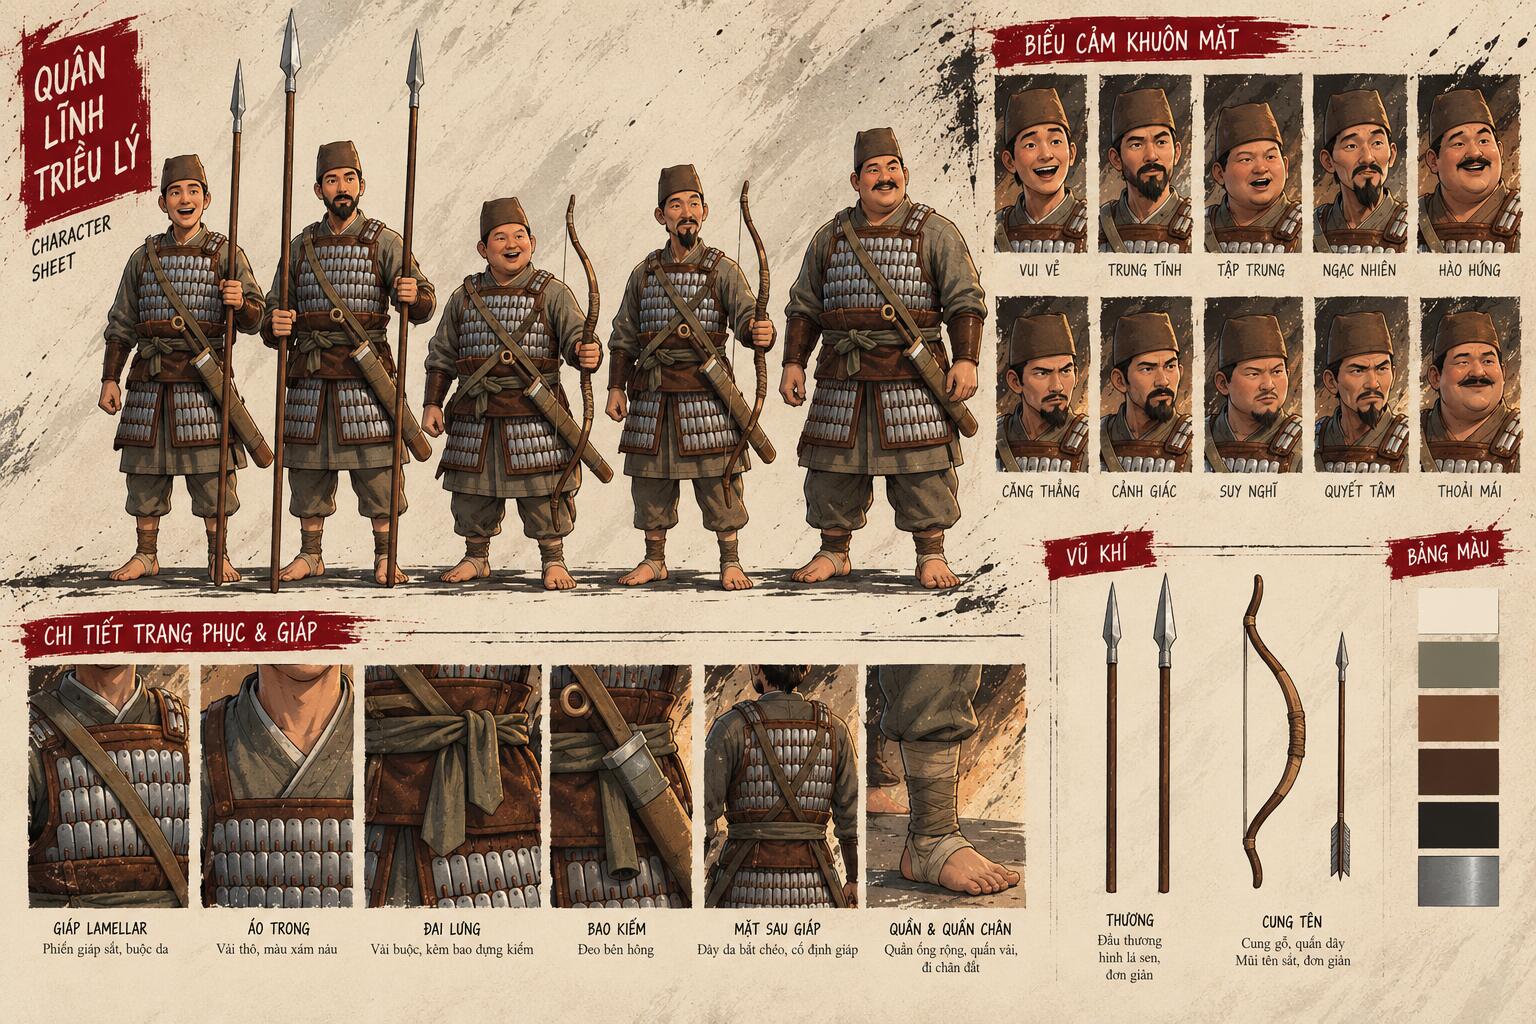 QUÂN
LĨNH
TRIỀU LÝ
CHARACTER
SHEET
BIỂU CẢM KHUÔN MẶT
VUI VẺ
TRUNG TĨNH
TẬP TRUNG
NGẠC NHIÊN
HÀO HỨNG
CĂNG THẲNG
CẢNH GIÁC
SUY NGHĨ
QUYẾT TÂM
THOẢI MÁI
CHI TIẾT TRANG PHỤC & GIÁP
GIÁP LAMELLAR
Phiến giáp sắt, buộc da
ÁO TRONG
Vải thô, màu xám náu
ĐAI LƯNG
Vải buộc, kèm bao đựng kiếm
BAO KIẾM
Đeo bên hông
MẶT SAU GIÁP
Dây da bắt chéo, cố định giáp
QUẦN & QUẤN CHÂN
Quần ống rộng, quấn vải,
đi chân đất
VŨ KHÍ
THƯƠNG
Đầu thương
hình lá sen,
đơn giản
CUNG TÊN
Cung gỗ, quấn dây
Mũi tên sắt, đơn giản
BẢNG MÀU